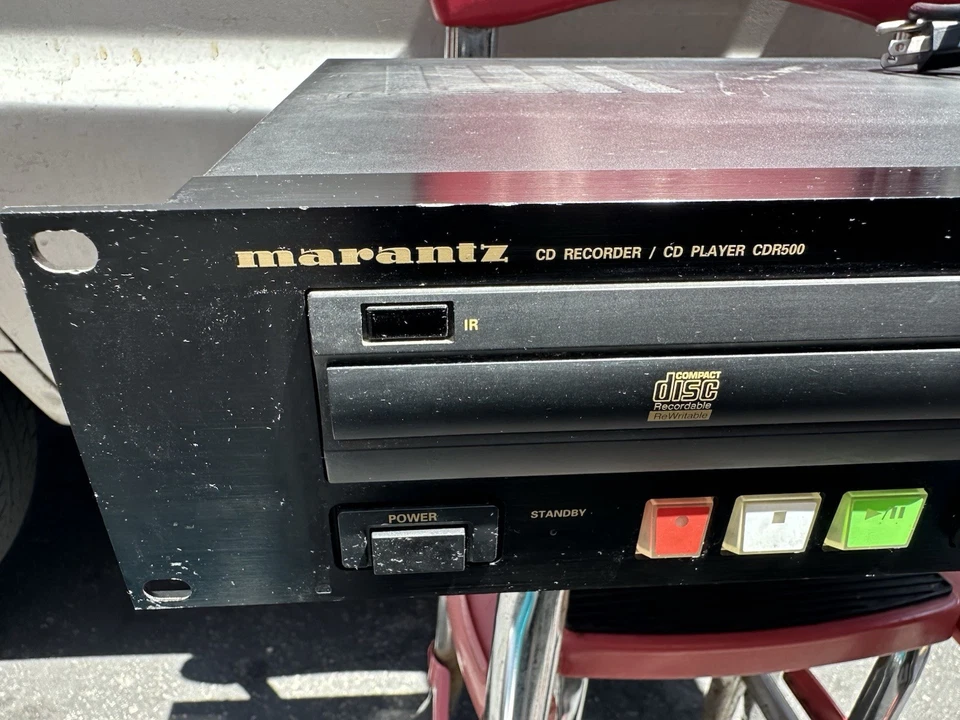 marantz CD RECORDER / CD PLAYER CDR500
IR
COMPACT
disc
Recordable
ReWritable
POWER
STANDBY